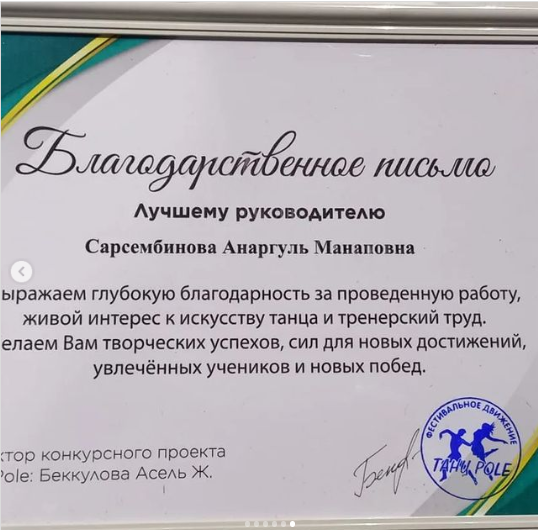 Благодарственное письмо
Лучшему руководителю
Сарсембинова Анаргуль Манаповна
ыражаем глубокую благодарность за проведенную работу,
живой интерес к искусству танца и тренерский труд.
елаем Вам творческих успехов, сил для новых достижений,
увлечённых учеников и новых побед.
ктор конкурсного проекта
Pole: Беккулова Асель Ж.
ФЕСТИВАЛЬНОЕ ДВИЖЕНИЕ
POLE